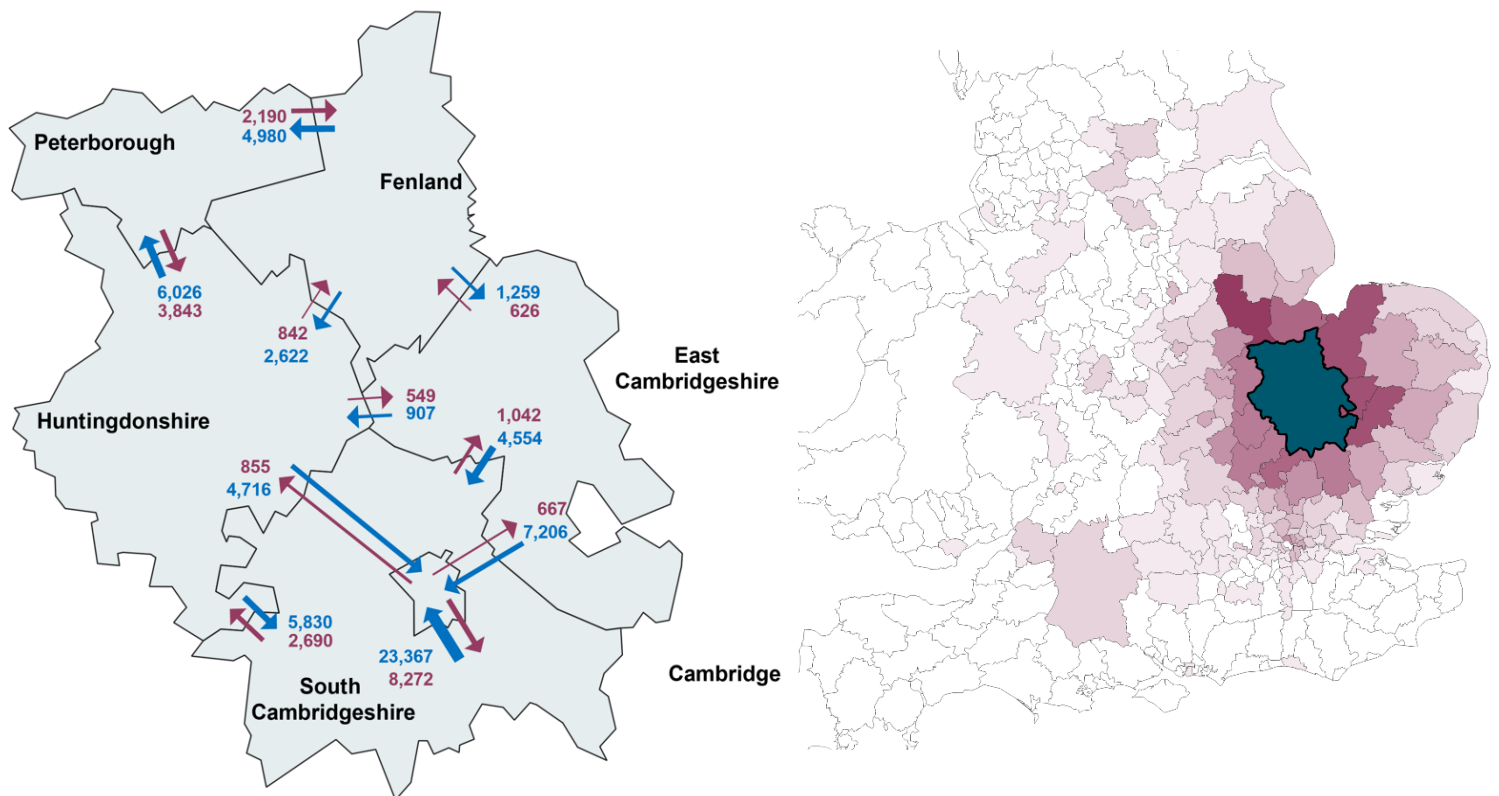 2,190
4,980
Peterborough
Fenland
6,026
3,843
1,259
626
842
2,622
East
Cambridgeshire
549
907
Huntingdonshire
1,042
4,554
855
4,716
667
7,206
5,830
2,690
23,367
8,272
Cambridge
South
Cambridgeshire